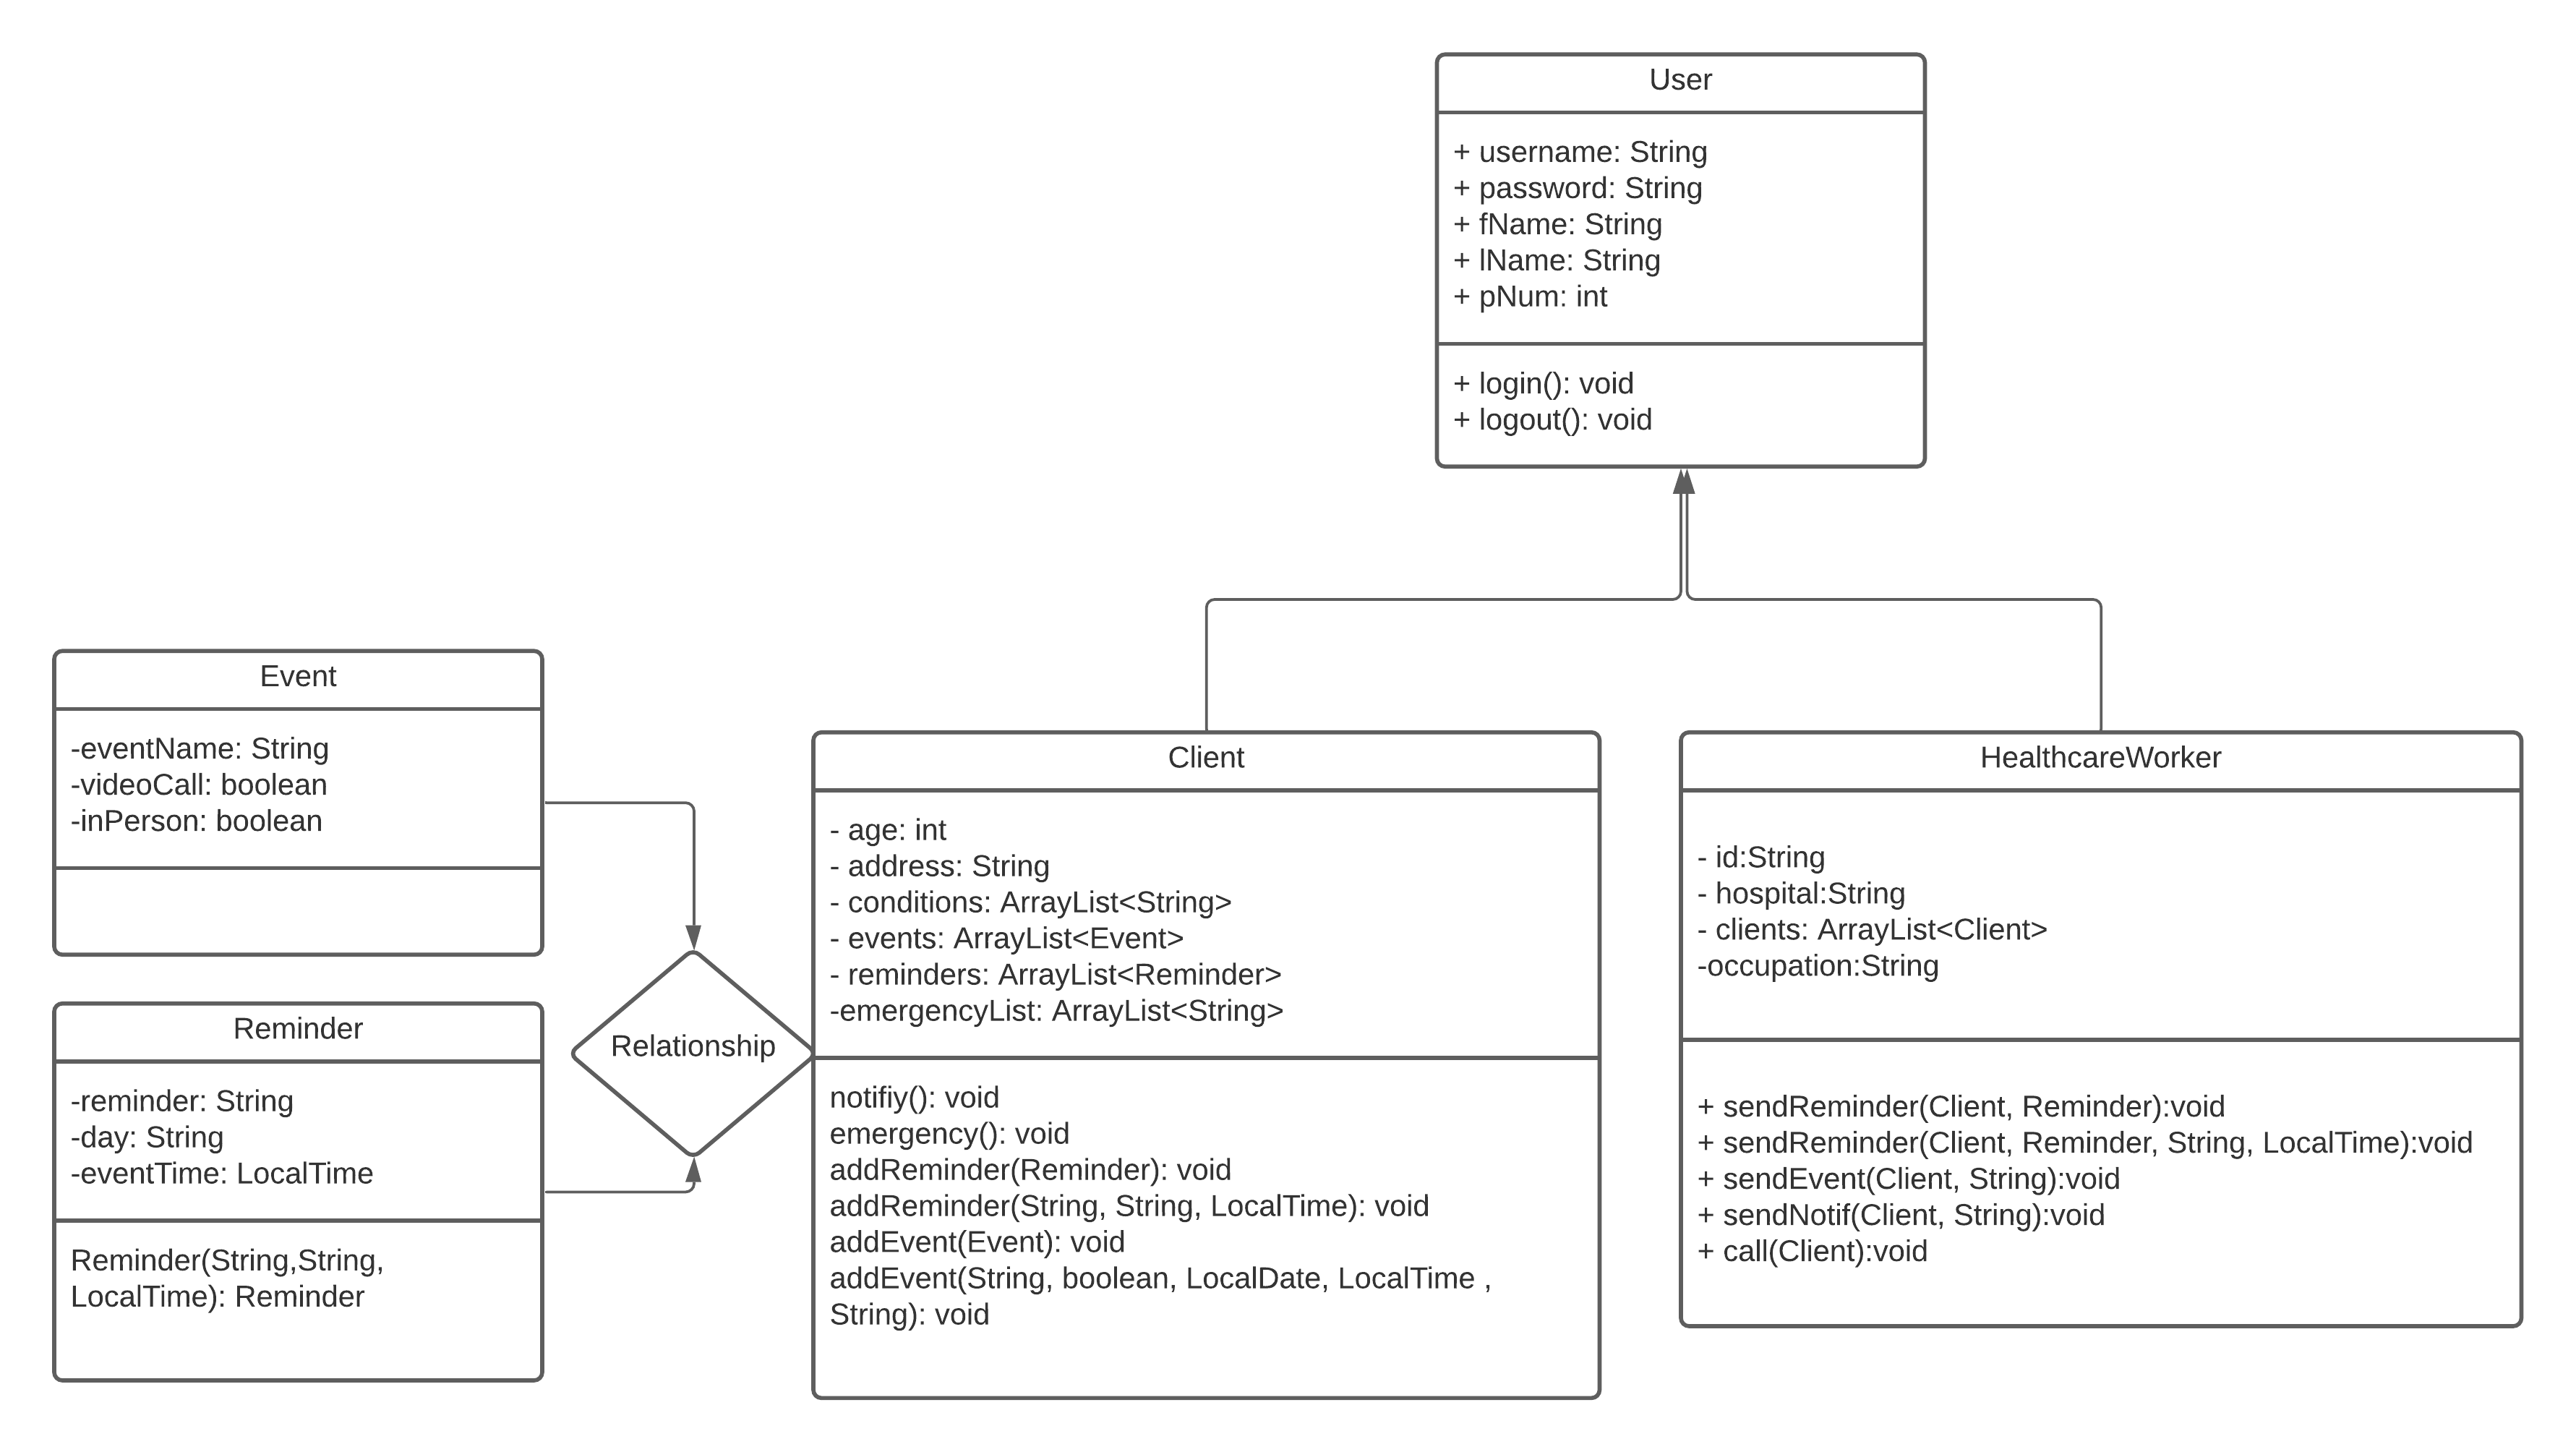 User
+ username: String
+ password: String
+ fName: String
+ lName: String
+ pNum: int
+ login(): void
+ logout(): void
Event
-eventName: String
-videoCall: boolean
-inPerson: boolean
Reminder
-reminder: String
-day: String
-eventTime: LocalTime
Reminder(String,String,
LocalTime): Reminder
Relationship
Client
- age: int
- address: String
- conditions: ArrayList<String>
- events: ArrayList<Event>
- reminders: ArrayList<Reminder>
-emergencyList: ArrayList<String>
notifiy(): void
emergency(): void
addReminder(Reminder): void
addReminder(String, String, LocalTime): void
addEvent(Event): void
addEvent(String, boolean, LocalDate, LocalTime ,
String): void
HealthcareWorker
- id:String
- hospital:String
- clients: ArrayList<Client>
-occupation:String
+ sendReminder(Client, Reminder):void
+ sendReminder(Client, Reminder, String, LocalTime):void
+ sendEvent(Client, String):void
+ sendNotif(Client, String):void
+ call(Client):void